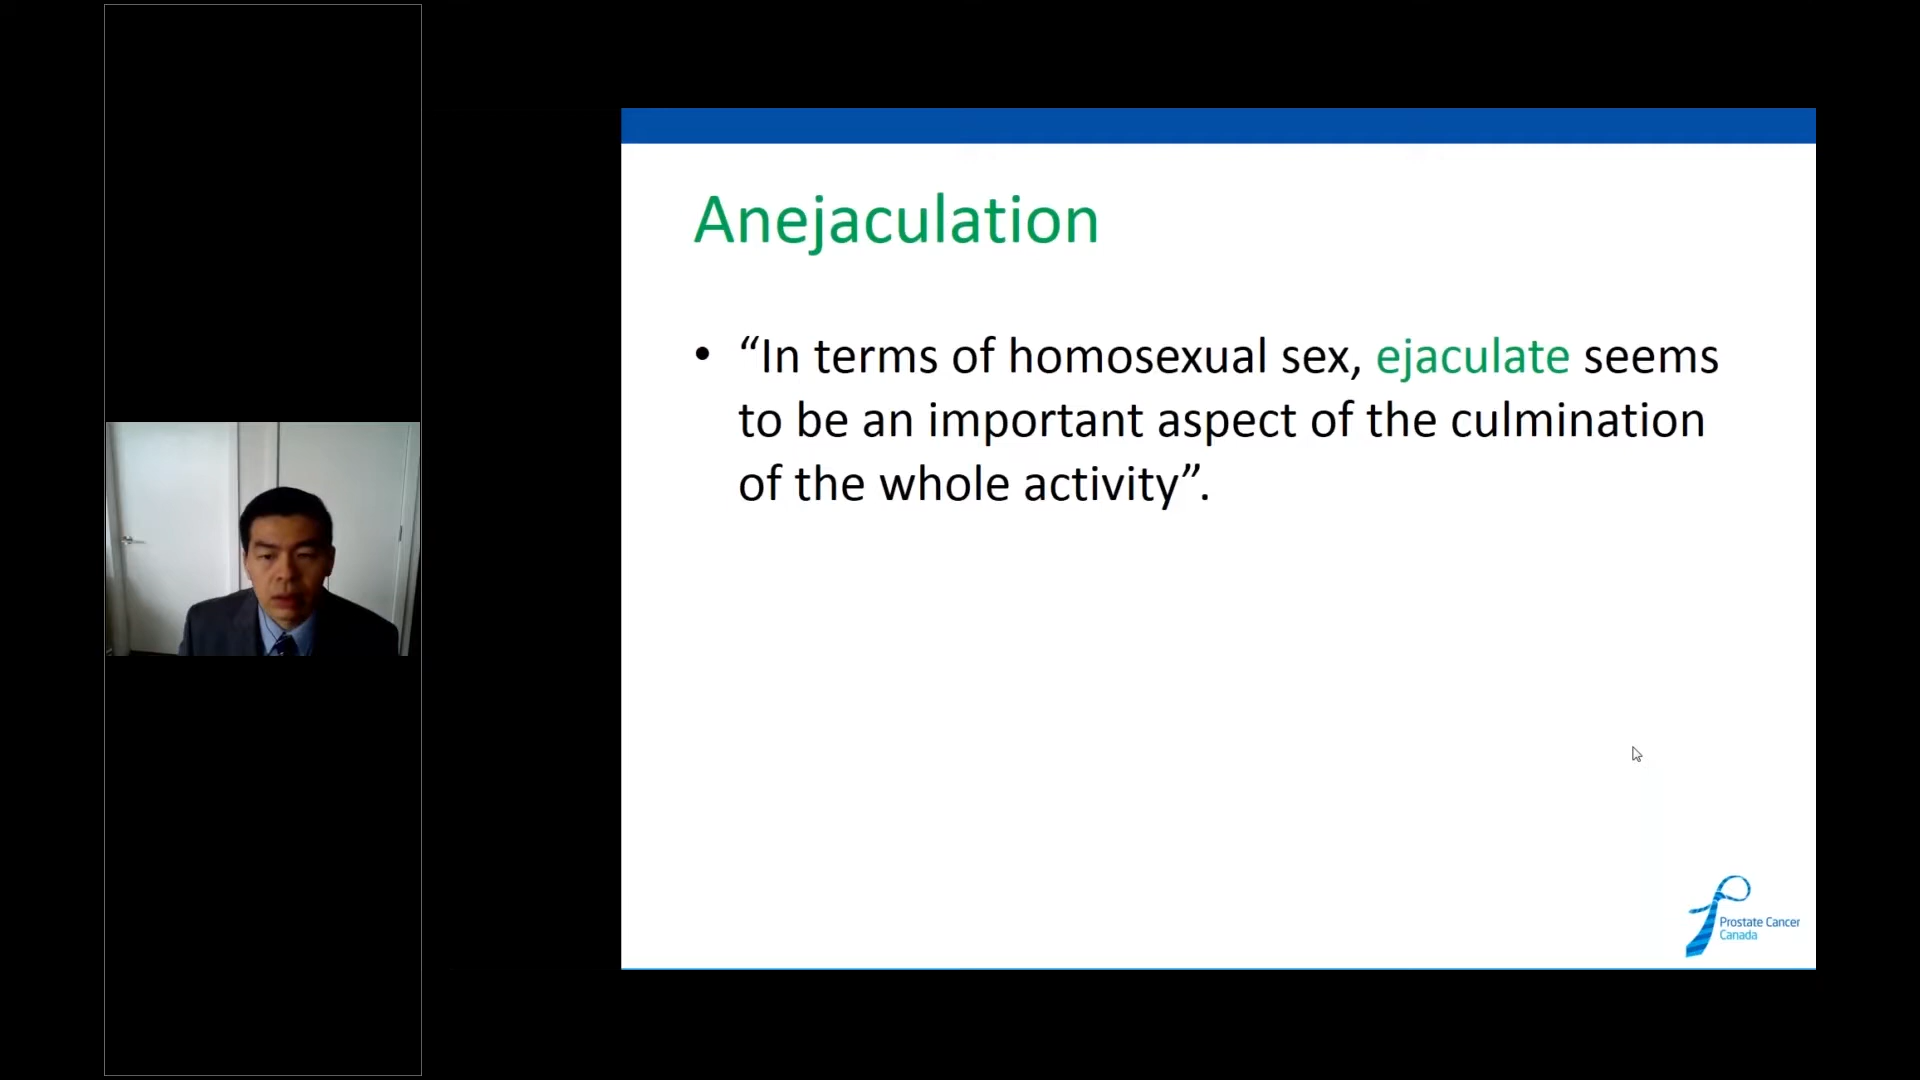 Anejaculation
• “In terms of homosexual sex, ejaculate seems
to be an important aspect of the culmination
of the whole activity”.
Prostate Cancer
Canada